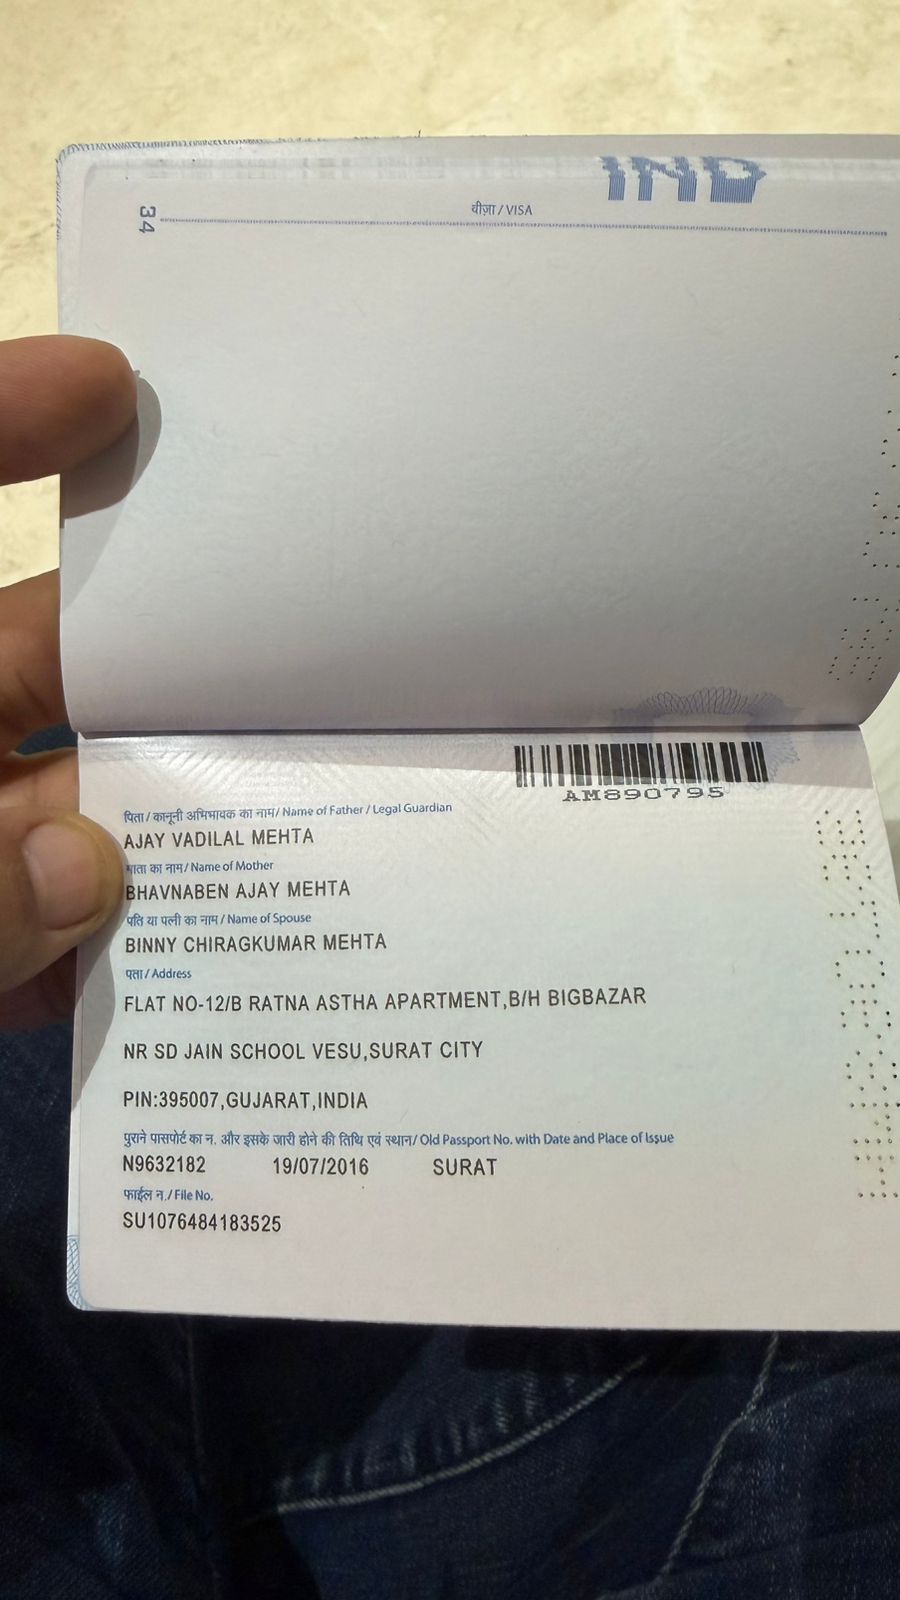 34
वीज़ा / VISA
IND
AM890795
पिता / कानूनी अभिभावक का नाम / Name of Father / Legal Guardian
AJAY VADILAL MEHTA
माता का नाम / Name of Mother
BHAVNABEN AJAY MEHTA
पति या पत्नी का नाम / Name of Spouse
BINNY CHIRAGKUMAR MEHTA
पता / Address
FLAT NO-12/B RATNA ASTHA APARTMENT,B/H BIGBAZAR
NR SD JAIN SCHOOL VESU,SURAT CITY
PIN:395007,GUJARAT,INDIA
पुराने पासपोर्ट का न. और इसके जारी होने की तिथि एवं स्थान / Old Passport No. with Date and Place of Issue
N9632182 19/07/2016 SURAT
फाईल न. / File No.
SU1076484183525